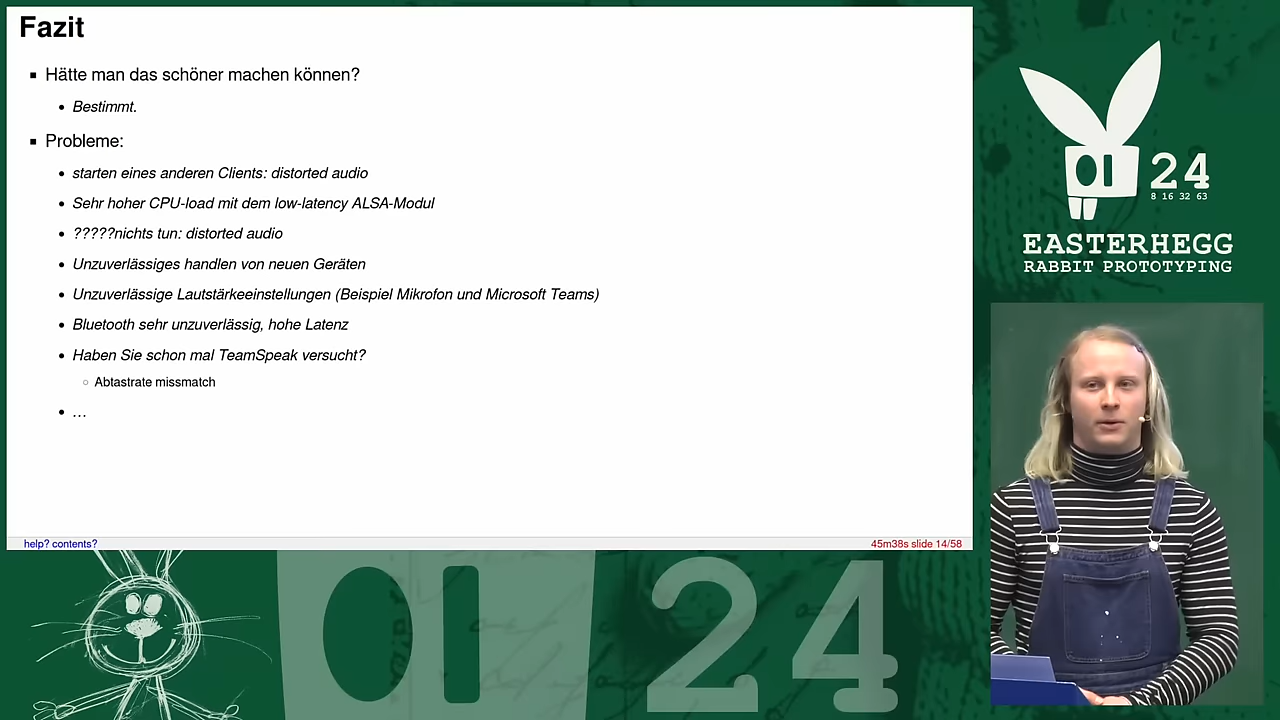 Fazit
Hätte man das schöner machen können?
Bestimmt.
Probleme:
starten eines anderen Clients: distorted audio
Sehr hoher CPU-load mit dem low-latency ALSA-Modul
?????nichts tun: distorted audio
Unzuverlässiges handlen von neuen Geräten
Unzuverlässige Lautstärkeeinstellungen (Beispiel Mikrofon und Microsoft Teams)
Bluetooth sehr unzuverlässig, hohe Latenz
Haben Sie schon mal TeamSpeak versucht?
Abtastrate missmatch
…
help? contents?
45m38s slide 14/58
24
8 16 32 63
EASTERHEGG
RABBIT PROTOTYPING
24